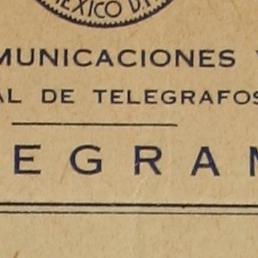 MEXICO D.F.
MUNICACIONES Y
AL DE TELEGRAFOS
EGRAM